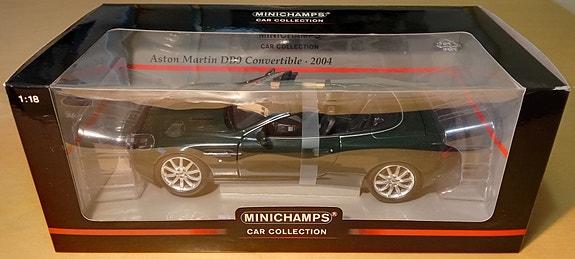 MINICHAMPS®
CAR COLLECTION
MINICHAMPS
CAR COLLECTION
Aston Martin DB9 Convertible · 2004
1:18
MINICHAMPS®
CAR COLLECTION